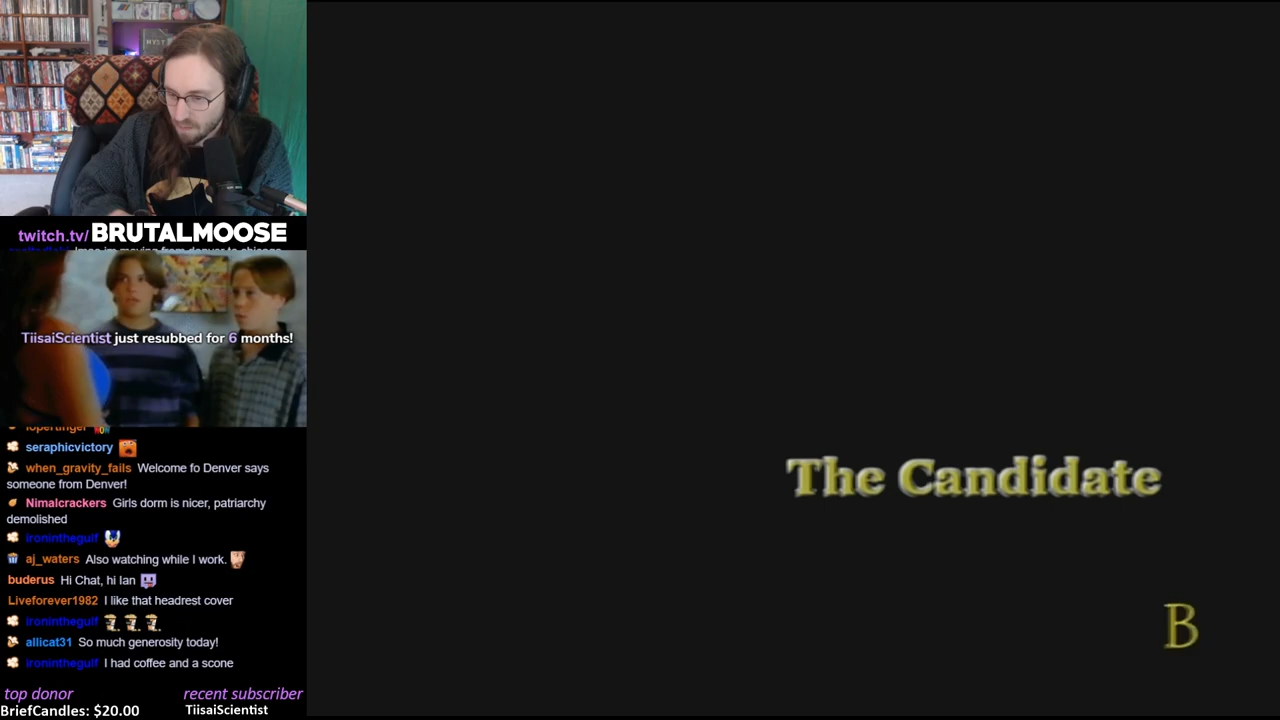 MYST
twitch.tv/BRUTALMOOSE
TiisaiScientist just resubbed for 6 months!
seraphicvictory
when_gravity_fails Welcome fo Denver says
someone from Denver!
Nimalcrackers Girls dorm is nicer, patriarchy
demolished
ironinthegulf
aj_waters Also watching while I work.
buderus Hi Chat, hi Ian
Liveforever1982 I like that headrest cover
ironinthegulf
allicat31 So much generosity today!
ironinthegulf I had coffee and a scone
top donor
BriefCandles: $20.00
recent subscriber
TiisaiScientist
The Candidate
B